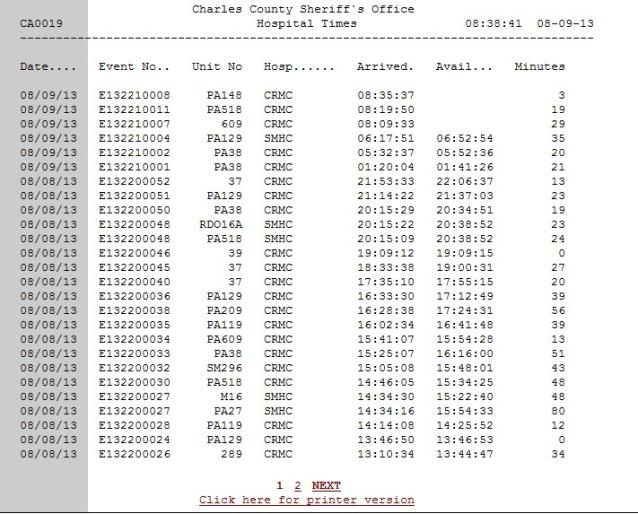 Charles County Sheriff`s Office
CA0019 Hospital Times 08:38:41 08-09-13
--------------------------------------------------------------------------------
Date.... Event No.. Unit No Hosp...... Arrived. Avail... Minutes
08/09/13 E132210008 PA148 CRMC 08:35:37 3
08/09/13 E132210011 PA518 CRMC 08:19:50 19
08/09/13 E132210007 609 CRMC 08:09:33 29
08/09/13 E132210004 PA129 SMHC 06:17:51 06:52:54 35
08/09/13 E132210002 PA38 CRMC 05:32:37 05:52:36 20
08/09/13 E132210001 PA38 CRMC 01:20:04 01:41:26 21
08/08/13 E132200052 37 CRMC 21:53:33 22:06:37 13
08/08/13 E132200051 PA129 CRMC 21:14:22 21:37:03 23
08/08/13 E132200050 PA38 CRMC 20:15:29 20:34:51 19
08/08/13 E132200048 RDO16A SMHC 20:15:22 20:38:52 23
08/08/13 E132200048 PA518 SMHC 20:15:09 20:38:52 24
08/08/13 E132200046 39 CRMC 19:09:12 19:09:15 0
08/08/13 E132200045 37 CRMC 18:33:38 19:00:31 27
08/08/13 E132200040 37 CRMC 17:35:10 17:55:15 20
08/08/13 E132200036 PA129 CRMC 16:33:30 17:12:49 39
08/08/13 E132200038 PA209 CRMC 16:28:38 17:24:31 56
08/08/13 E132200035 PA119 CRMC 16:02:34 16:41:48 39
08/08/13 E132200034 PA609 CRMC 15:41:07 15:54:28 13
08/08/13 E132200033 PA38 CRMC 15:25:07 16:16:00 51
08/08/13 E132200032 SM296 CRMC 15:05:08 15:48:01 43
08/08/13 E132200030 PA518 CRMC 14:46:05 15:34:25 48
08/08/13 E132200027 M16 SMHC 14:34:30 15:22:40 48
08/08/13 E132200027 PA27 SMHC 14:34:16 15:54:33 80
08/08/13 E132200028 PA119 CRMC 14:14:08 14:25:52 12
08/08/13 E132200024 PA129 CRMC 13:46:50 13:46:53 0
08/08/13 E132200026 289 CRMC 13:10:34 13:44:47 34
1 2 NEXT
Click here for printer version